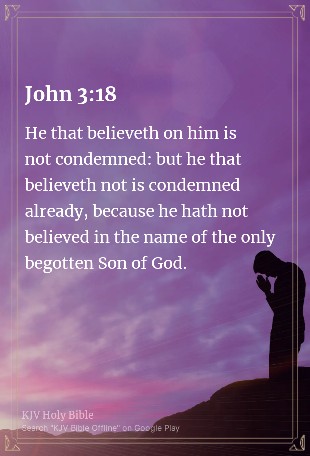 John 3:18
He that believeth on him is
not condemned: but he that
believeth not is condemned
already, because he hath not
believed in the name of the only
begotten Son of God.
KJV Holy Bible
Search "KJV Bible Offline" on Google Play